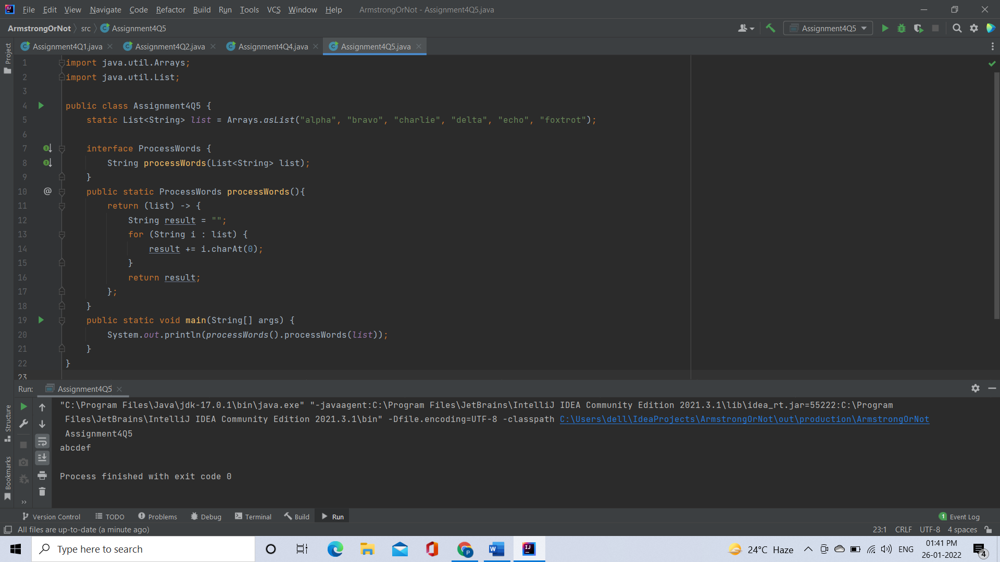 File Edit View Navigate Code Refactor Build Run Tools VCS Window Help ArmstrongOrNot - Assignment4Q5.java
ArmstrongOrNot src Assignment4Q5 Assignment4Q5
Assignment4Q1.java Assignment4Q2.java Assignment4Q4.java Assignment4Q5.java
Project
1 import java.util.Arrays;
2 import java.util.List;
3
4 public class Assignment4Q5 {
5 static List<String> list = Arrays.asList("alpha", "bravo", "charlie", "delta", "echo", "foxtrot");
6
7 interface ProcessWords {
8 String processWords(List<String> list);
9 }
10 @ public static ProcessWords processWords(){
11 return (list) -> {
12 String result = "";
13 for (String i : list) {
14 result += i.charAt(0);
15 }
16 return result;
17 };
18 }
19 public static void main(String[] args) {
20 System.out.println(processWords().processWords(list));
21 }
22 }
23
Run: Assignment4Q5
"C:\Program Files\Java\jdk-17.0.1\bin\java.exe" "-javaagent:C:\Program Files\JetBrains\IntelliJ IDEA Community Edition 2021.3.1\lib\idea_rt.jar=55222:C:\Program
Files\JetBrains\IntelliJ IDEA Community Edition 2021.3.1\bin" -Dfile.encoding=UTF-8 -classpath C:\Users\dell\IdeaProjects\ArmstrongOrNot\out\production\ArmstrongOrNot
Assignment4Q5
abcdef
Process finished with exit code 0
Structure
Bookmarks
Version Control TODO Problems Debug Terminal Build Run 1 Event Log
All files are up-to-date (a minute ago) 23:1 CRLF UTF-8 4 spaces
Type here to search 24°C Haze ENG 01:41 PM
26-01-2022 4